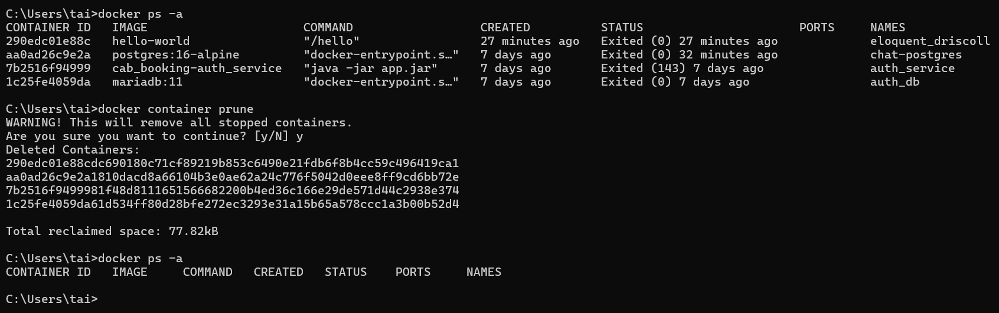 C:\Users\tai>docker ps -a
CONTAINER ID   IMAGE                      COMMAND                  CREATED          STATUS                      PORTS     NAMES
290edc01e88c   hello-world                "/hello"                 27 minutes ago   Exited (0) 27 minutes ago             eloquent_driscoll
aa0ad26c9e2a   postgres:16-alpine         "docker-entrypoint.s…"   7 days ago       Exited (0) 32 minutes ago             chat-postgres
7b2516f94999   cab_booking-auth_service   "java -jar app.jar"      7 days ago       Exited (143) 7 days ago               auth_service
1c25fe4059da   mariadb:11                 "docker-entrypoint.s…"   7 days ago       Exited (0) 7 days ago                 auth_db
C:\Users\tai>docker container prune
WARNING! This will remove all stopped containers.
Are you sure you want to continue? [y/N] y
Deleted Containers:
290edc01e88cdc690180c71cf89219b853c6490e21fdb6f8b4cc59c496419ca1
aa0ad26c9e2a1810dacd8a66104b3e0ae62a24c776f5042d0eee8ff9cd6bb72e
7b2516f9499981f48d8111651566682200b4ed36c166e29de571d44c2938e374
1c25fe4059da61d534ff80d28bfe272ec3293e31a15b65a578ccc1a3b00b52d4
Total reclaimed space: 77.82kB
C:\Users\tai>docker ps -a
CONTAINER ID   IMAGE     COMMAND   CREATED   STATUS    PORTS     NAMES
C:\Users\tai>